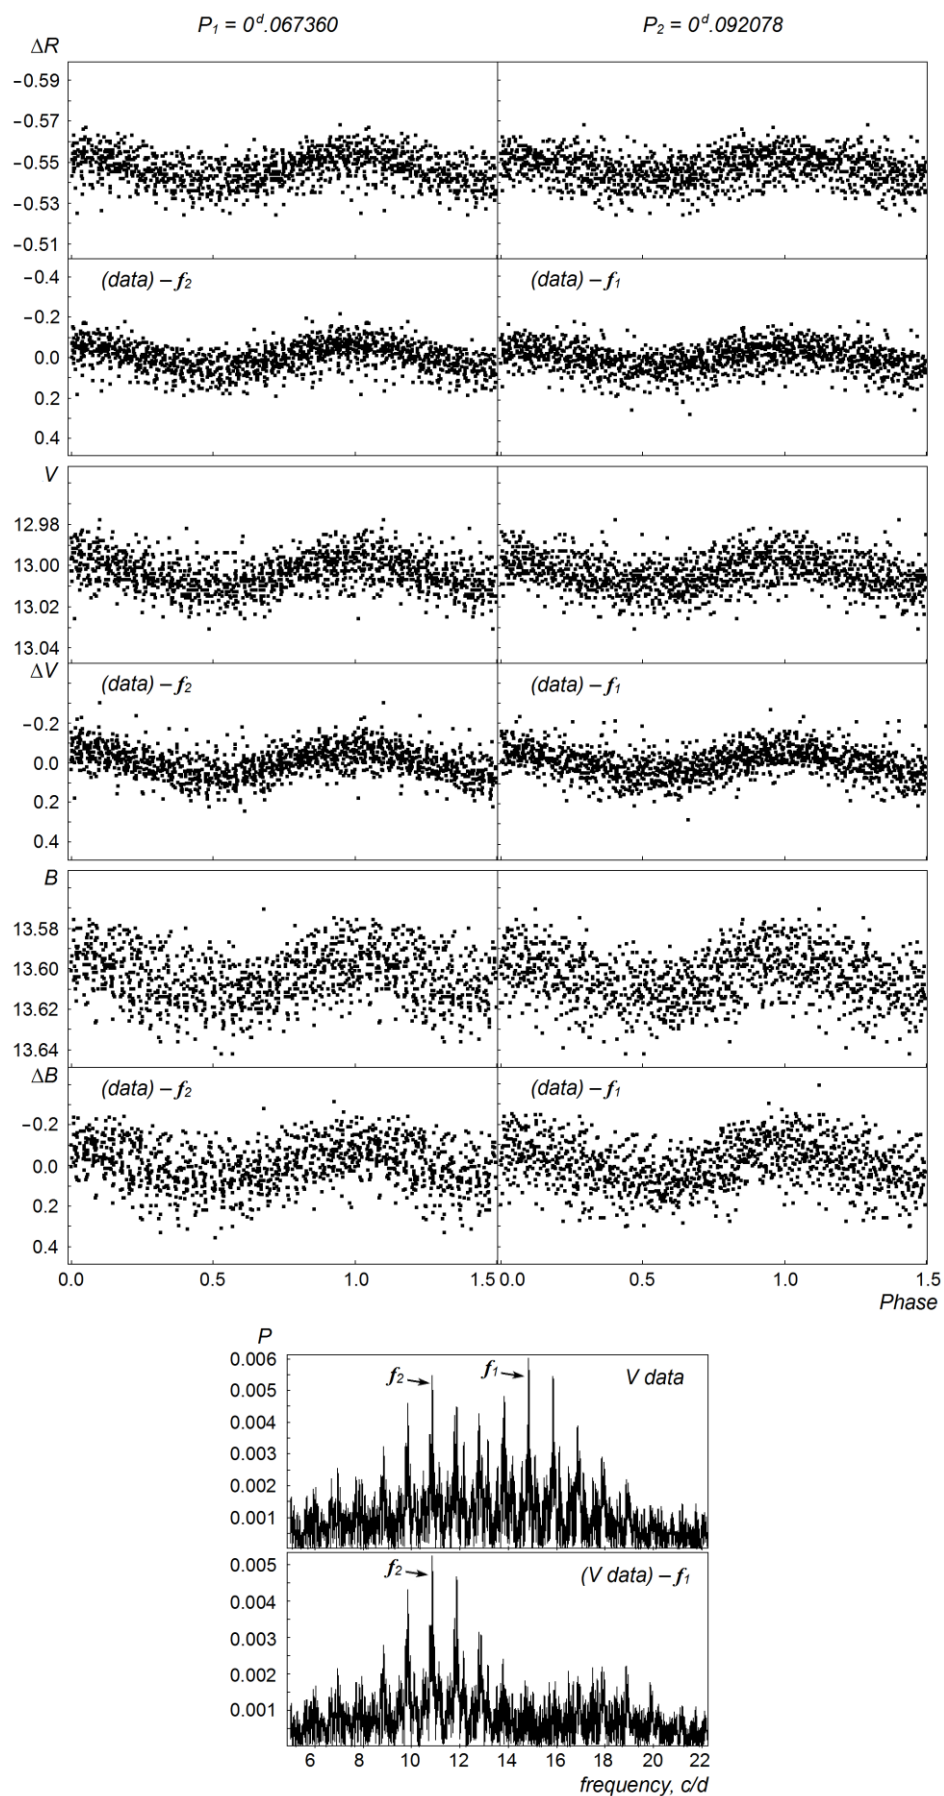 P₁ = 0ᵈ.067360 P₂ = 0ᵈ.092078
ΔR
−0.59
−0.57
−0.55
−0.53
−0.51
(data) – f₂ (data) – f₁
−0.4
−0.2
0.0
0.2
0.4
V
12.98
13.00
13.02
13.04
ΔV
(data) – f₂ (data) – f₁
−0.2
0.0
0.2
0.4
B
13.58
13.60
13.62
13.64
ΔB
(data) – f₂ (data) – f₁
−0.2
0.0
0.2
0.4
0.0 0.5 1.0 1.5 0.0 0.5 1.0 1.5
Phase
P
0.006
f₂ f₁ V data
0.005
0.004
0.003
0.002
0.001
0.005
f₂ (V data) – f₁
0.004
0.003
0.002
0.001
6 8 10 12 14 16 18 20 22
frequency, c/d